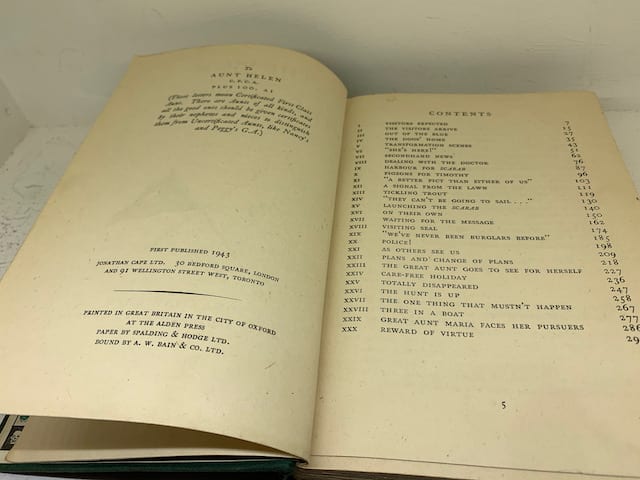 To
AUNT HELEN
C.F.C.A.
PLUS 100, A1
(These letters mean Certificated First Class
Aunt. There are Aunts of all kinds, and
all the good ones should be given certificates
by their nephews and nieces to distinguish
them from Uncertificated Aunts, like Nancy's
and Peggy's G.A.)
FIRST PUBLISHED 1943
JONATHAN CAPE LTD. 30 BEDFORD SQUARE, LONDON
AND 91 WELLINGTON STREET WEST, TORONTO
PRINTED IN GREAT BRITAIN IN THE CITY OF OXFORD
AT THE ALDEN PRESS
PAPER BY SPALDING & HODGE LTD.
BOUND BY A. W. BAIN & CO. LTD.
CONTENTS
I VISITORS EXPECTED 7
II THE VISITORS ARRIVE 15
III OUT OF THE BLUE 27
IV THE DOGS' HOME 35
V TRANSFORMATION SCENES 43
VI "SHE'S HERE!" 51
VII SECONDHAND NEWS 62
VIII DEALING WITH THE DOCTOR 76
IX HARBOUR FOR SCARAB 86
X PIGEONS FOR TIMOTHY 96
XI "A BETTER PICT THAN EITHER OF US" 103
XII A SIGNAL FROM THE LAWN 111
XIII TICKLING TROUT 119
XIV "THEY CAN'T BE GOING TO SAIL . . ." 130
XV LAUNCHING THE SCARAB 140
XVI ON THEIR OWN 150
XVII WAITING FOR THE MESSAGE 162
XVIII VISITING SEAL 174
XIX "WE'VE NEVER BEEN BURGLARS BEFORE" 185
XX POLICE! 198
XXI AS OTHERS SEE US 209
XXII PLANS AND CHANGE OF PLANS 218
XXIII THE GREAT AUNT GOES TO SEE FOR HERSELF 227
XXIV CARE-FREE HOLIDAY 236
XXV TOTALLY DISAPPEARED 247
XXVI THE HUNT IS UP 258
XXVII THE ONE THING THAT MUSTN'T HAPPEN 267
XXVIII THREE IN A BOAT 277
XXIX GREAT AUNT MARIA FACES HER PURSUERS 286
XXX REWARD OF VIRTUE 29
5